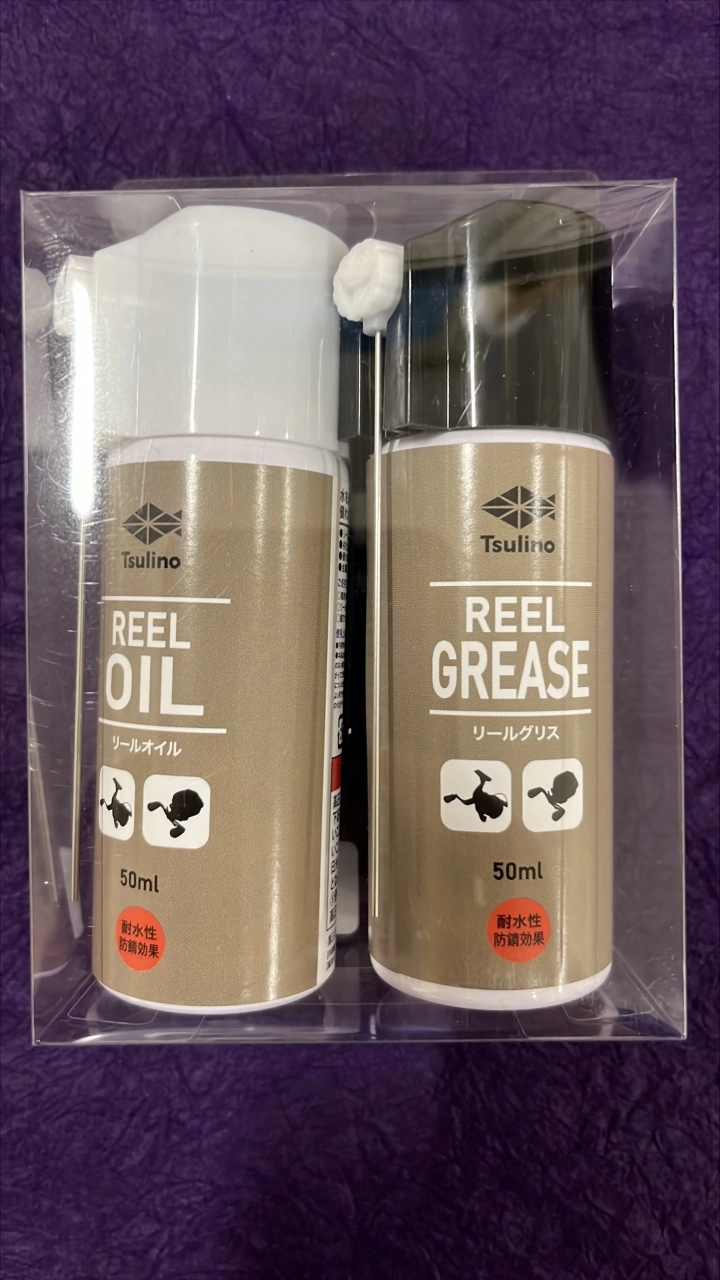 Tsulino
REEL
OIL
リールオイル
50ml
耐水性
防錆効果
Tsulino
REEL
GREASE
リールグリス
50ml
耐水性
防錆効果